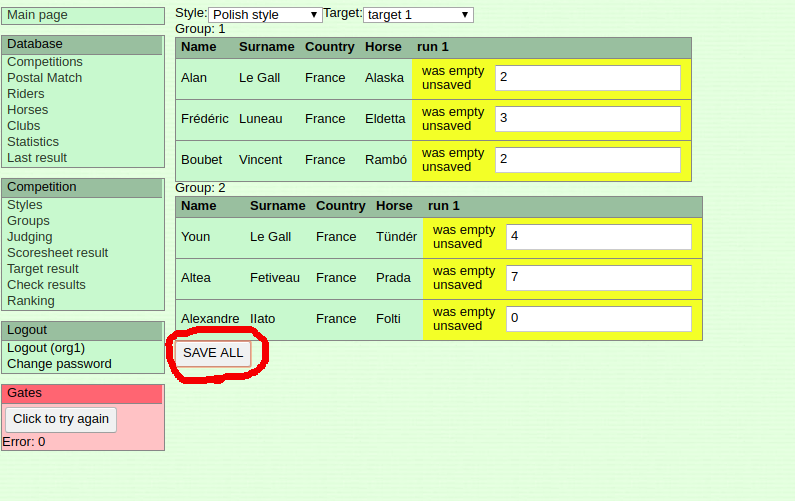 Main page
Database
Competitions
Postal Match
Riders
Horses
Clubs
Statistics
Last result
Competition
Styles
Groups
Judging
Scoresheet result
Target result
Check results
Ranking
Logout
Logout (org1)
Change password
Gates
Click to try again
Error: 0
Style: Polish style Target: target 1
Group: 1
Name Surname Country Horse run 1
Alan Le Gall France Alaska was empty unsaved 2
Frédéric Luneau France Eldetta was empty unsaved 3
Boubet Vincent France Rambó was empty unsaved 2
Group: 2
Name Surname Country Horse run 1
Youn Le Gall France Tündér was empty unsaved 4
Altea Fetiveau France Prada was empty unsaved 7
Alexandre Ilato France Folti was empty unsaved 0
SAVE ALL